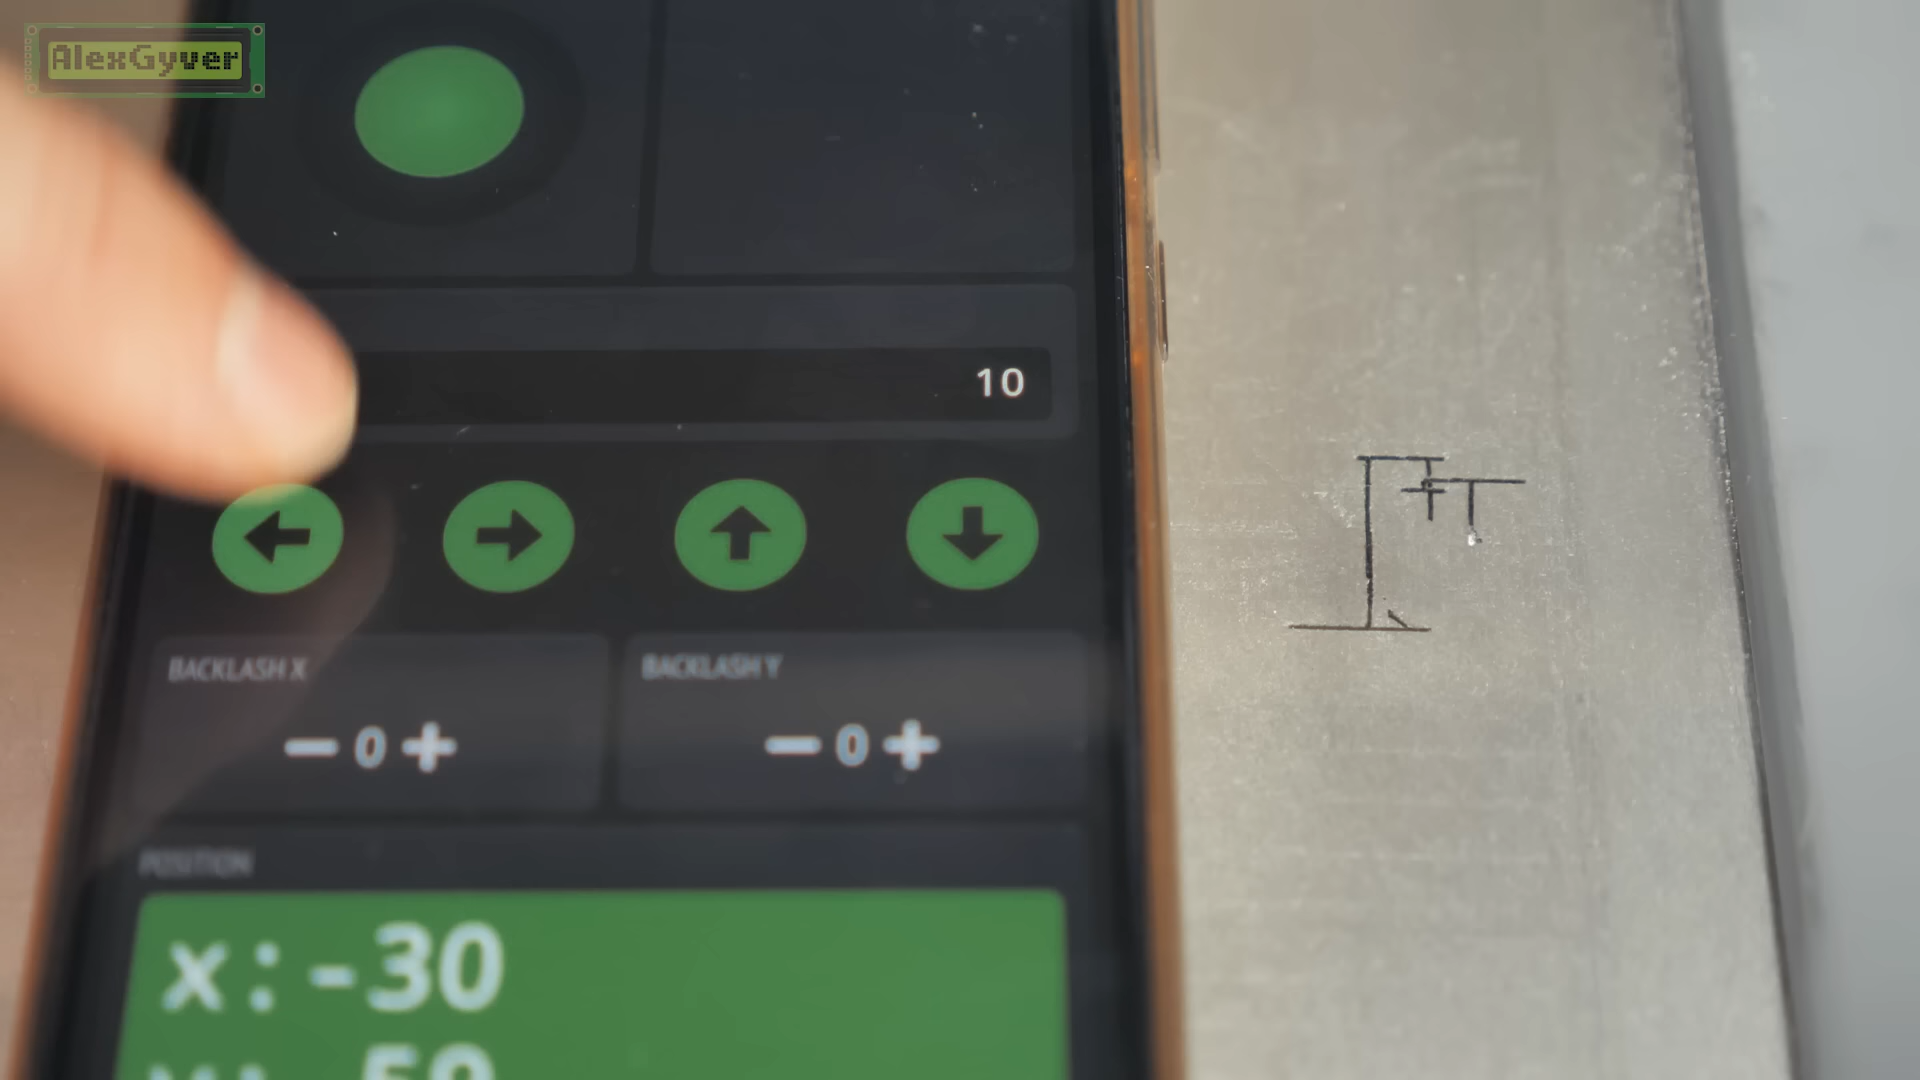 AlexGyver
10
BACKLASH X
BACKLASH Y
− 0 +
− 0 +
POSITION
x:-30